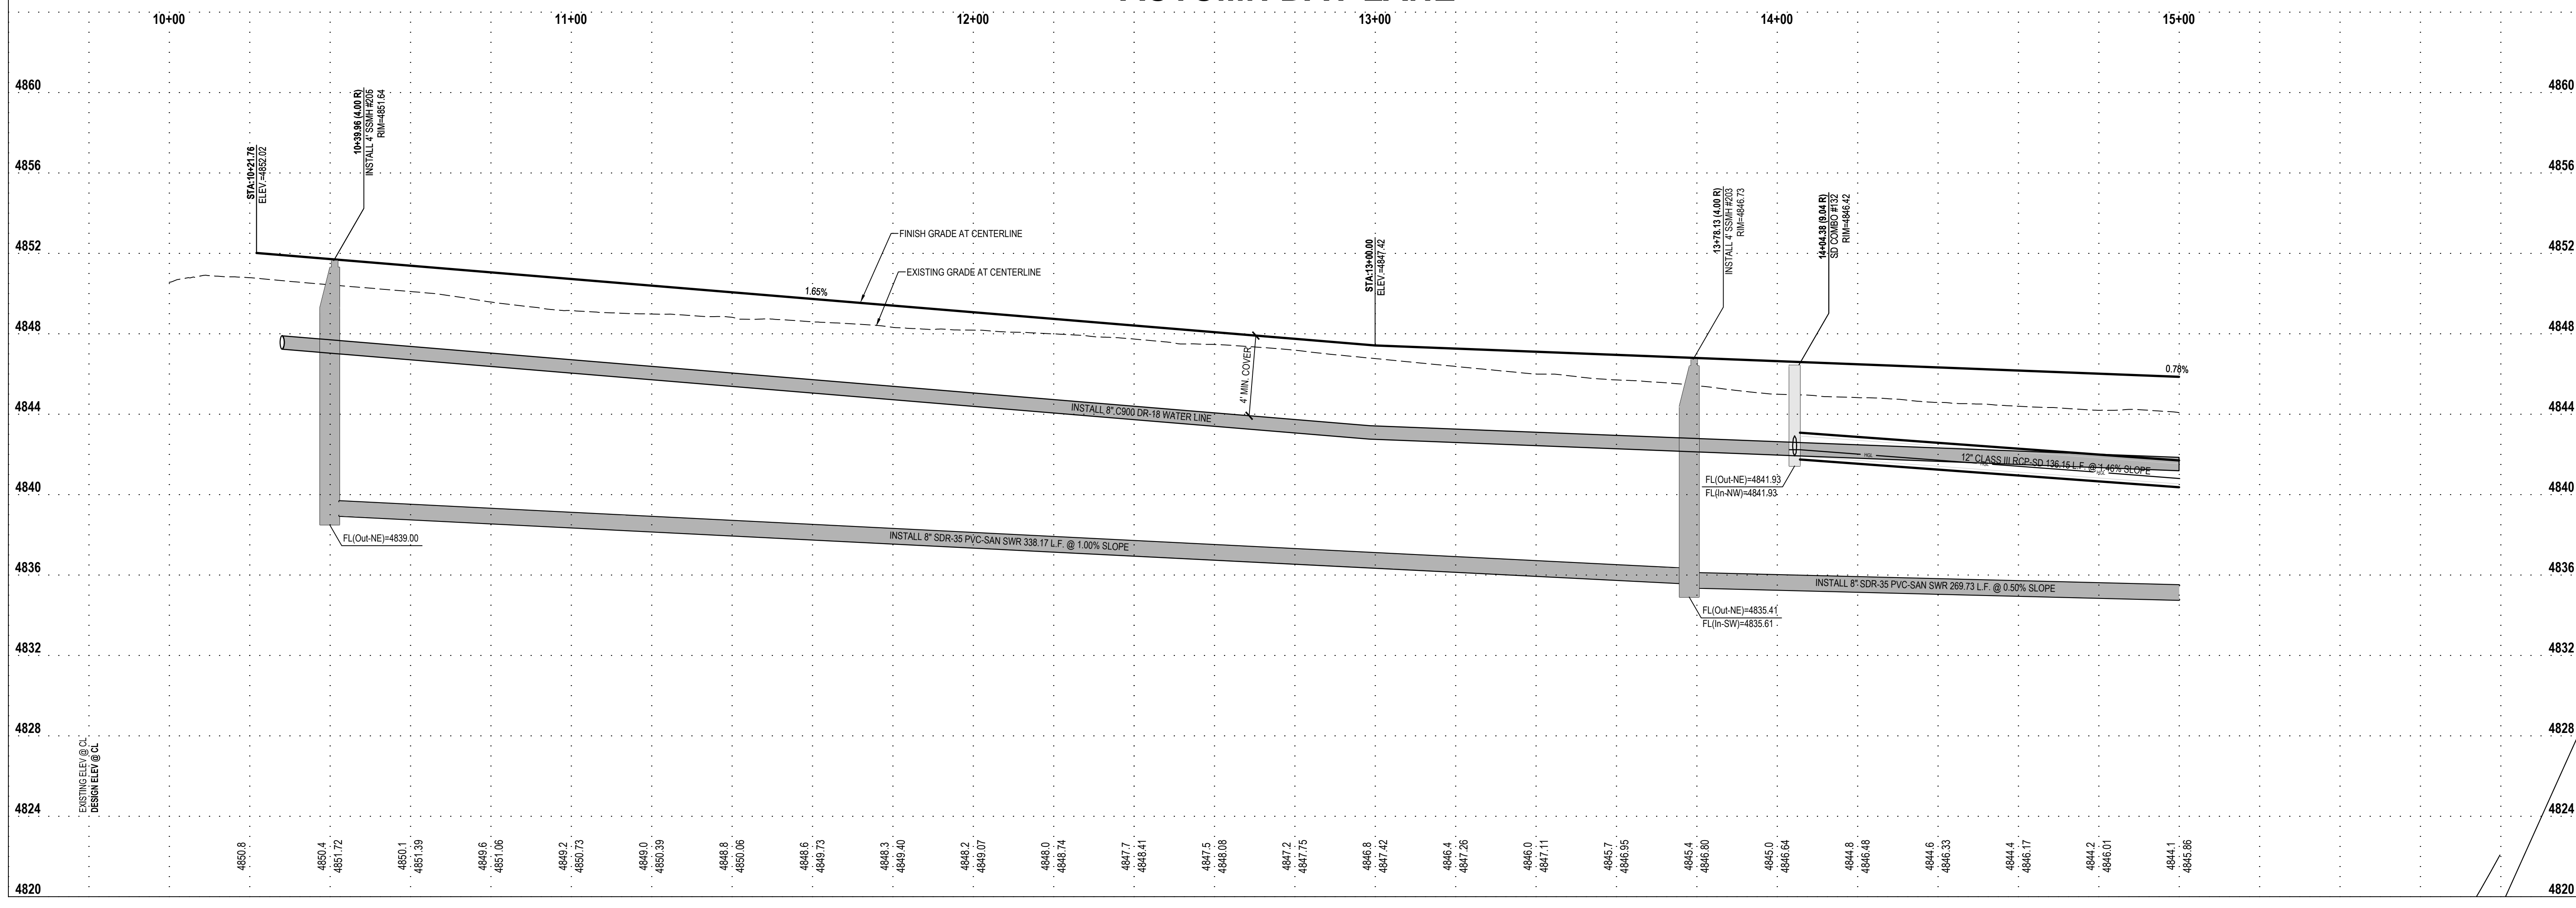 10+00
11+00
12+00
13+00
14+00
15+00
4860
4860
4856
4856
4852
4852
4848
4848
4844
4844
4840
4840
4836
4836
4832
4832
4828
4828
4824
4824
4820
4820
STA:10+21.76
ELEV.=4852.02
10+39.96 (4.00 R)
INSTALL 4' SSMH #206
RIM=4851.64
FINISH GRADE AT CENTERLINE
EXISTING GRADE AT CENTERLINE
1.65%
STA:13+00.00
ELEV.=4847.42
13+78.13 (4.00 R)
INSTALL 4' SSMH #203
RIM=4846.73
14+04.38 (9.04 R)
SD COMBO #132
RIM=4846.42
0.78%
4' MIN. COVER
INSTALL 8" C900 DR-18 WATER LINE
12" CLASS III RCP-SD 136.15 L.F. @ 1.46% SLOPE
HGL
HGL
HGL
FL(Out-NE)=4841.93
FL(In-NW)=4841.93
FL(Out-NE)=4839.00
INSTALL 8" SDR-35 PVC-SAN SWR 338.17 L.F. @ 1.00% SLOPE
INSTALL 8" SDR-35 PVC-SAN SWR 269.73 L.F. @ 0.50% SLOPE
FL(Out-NE)=4835.41
FL(In-SW)=4835.61
EXISTING ELEV @ CL
DESIGN ELEV @ CL
4850.8
4850.4
4851.72
4850.1
4851.39
4849.6
4851.06
4849.2
4850.73
4849.0
4850.39
4848.8
4850.06
4848.6
4849.73
4848.3
4849.40
4848.2
4849.07
4848.0
4848.74
4847.7
4848.41
4847.5
4848.08
4847.2
4847.75
4846.8
4847.42
4846.4
4847.26
4846.0
4847.11
4845.7
4846.95
4845.4
4846.80
4845.0
4846.64
4844.8
4846.48
4844.6
4846.33
4844.4
4846.17
4844.2
4846.01
4844.1
4845.86